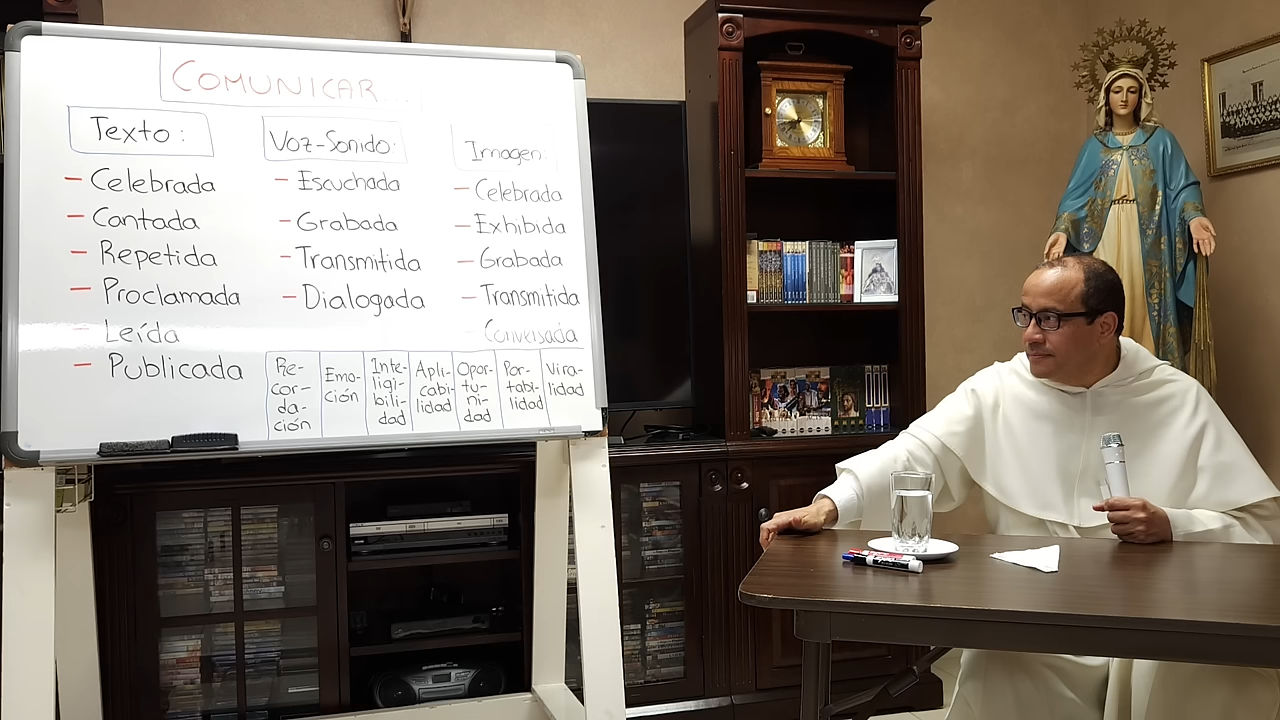 COMUNICAR...
Texto:
- Celebrada
- Cantada
- Repetida
- Proclamada
- Leída
- Publicada
Voz-Sonido:
- Escuchada
- Grabada
- Transmitida
- Dialogada
Imagen:
- Celebrada
- Exhibida
- Grabada
- Transmitida
- Conversada
Re-
cor-
da-
ción
Emo-
ción
Inte-
ligi-
bili-
dad
Apli-
cabi-
lidad
Opor-
tu-
ni-
dad
Por-
tabi-
lidad
Vira-
lidad